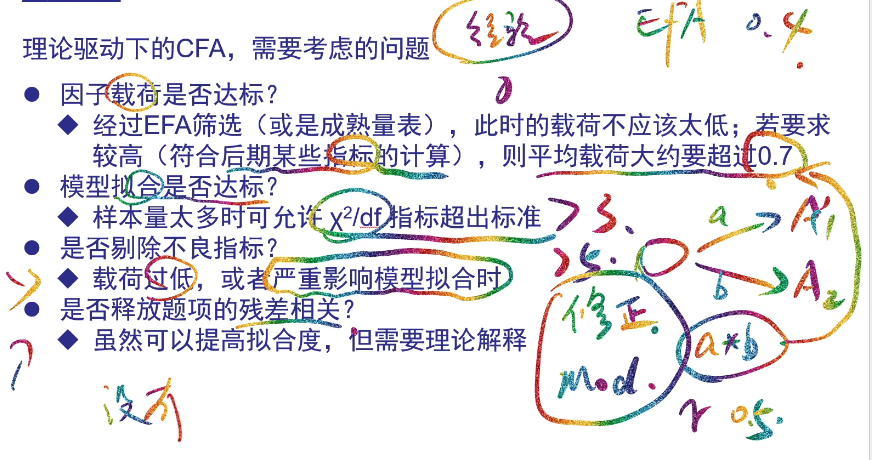 理论驱动下的CFA，需要考虑的问题
经验
EFA 0.4
● 因子载荷是否达标？
◆ 经过EFA筛选（或是成熟量表），此时的载荷不应该太低；若要求
较高（符合后期某些指标的计算），则平均载荷大约要超过0.7
● 模型拟合是否达标？
◆ 样本量太多时可允许 χ²/df 指标超出标准
>3.
>5.
a
A1
b
A2
● 是否剔除不良指标？
◆ 载荷过低，或者严重影响模型拟合时
● 是否释放题项的残差相关？
◆ 虽然可以提高拟合度，但需要理论解释
修正.
Mod.
a*b
r 0.5.
没有